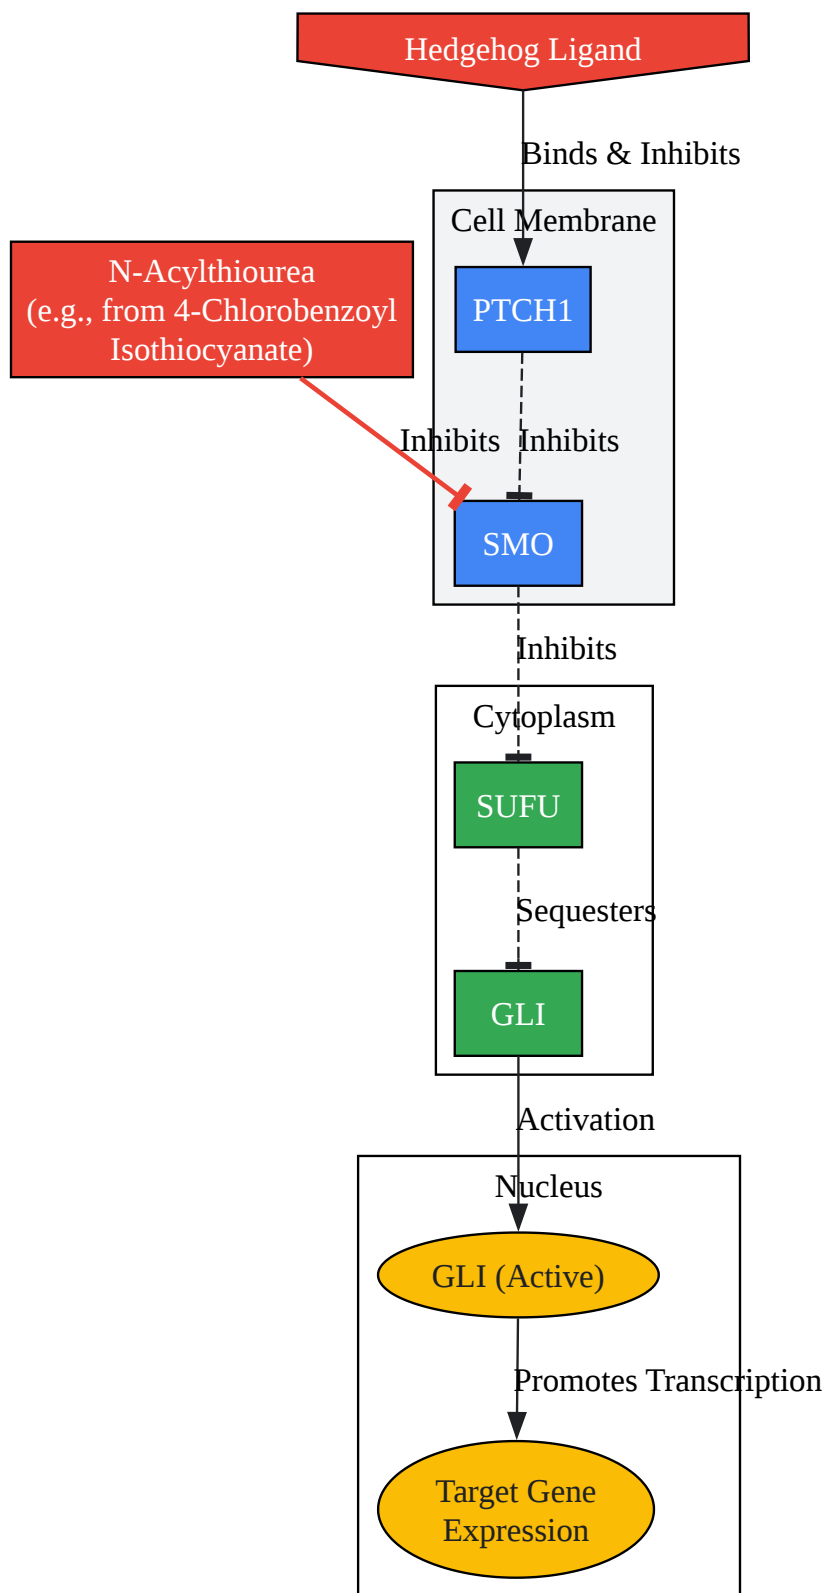 Hedgehog Ligand
Binds & Inhibits
Cell Membrane
N-Acylthiourea
(e.g., from 4-Chlorobenzoyl
Isothiocyanate)
PTCH1
Inhibits
Inhibits
SMO
Inhibits
Cytoplasm
SUFU
Sequesters
GLI
Activation
Nucleus
GLI (Active)
Promotes Transcription
Target Gene
Expression